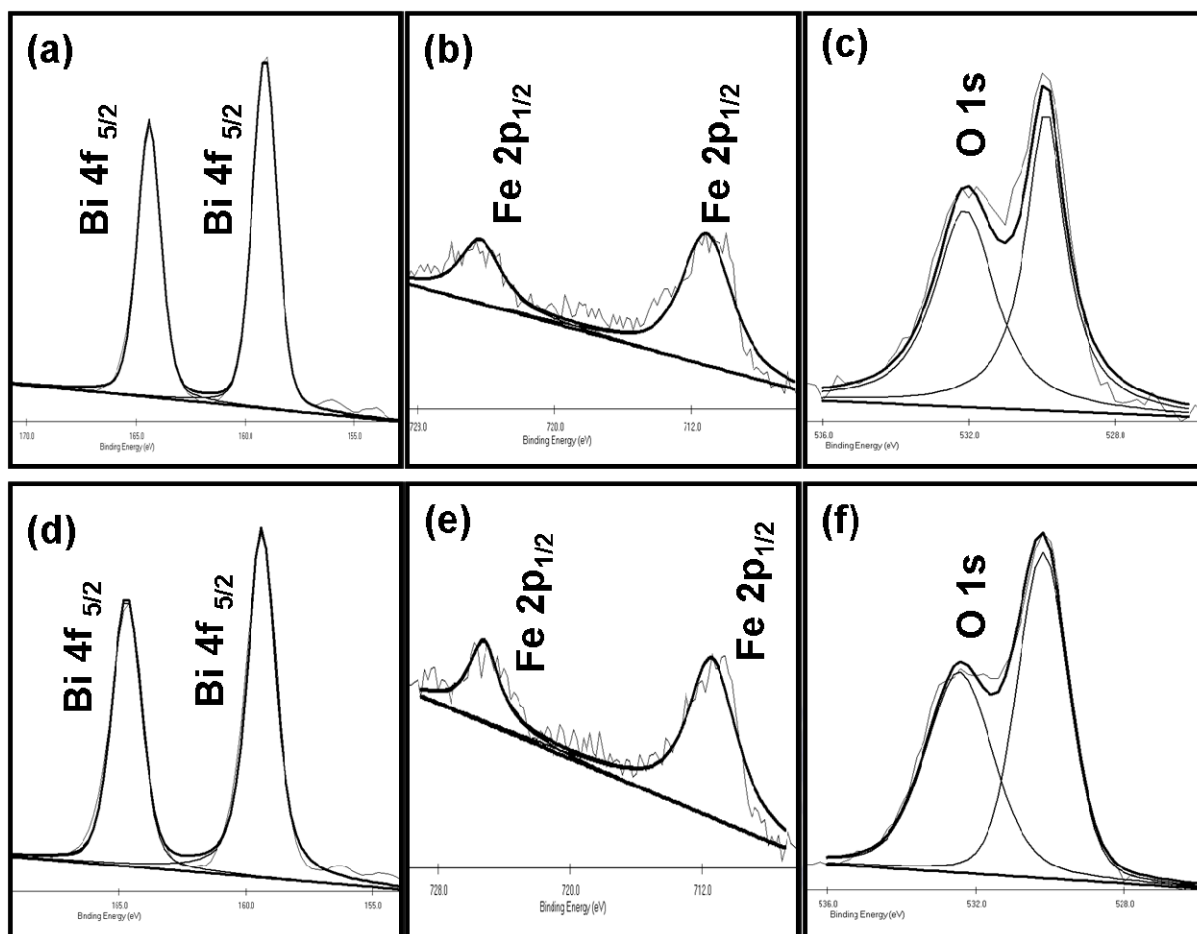 (a)
Bi 4f 5/2
Bi 4f 5/2
170.0 165.0 160.0 155.0
Binding Energy (eV)
(b)
Fe 2p1/2
Fe 2p1/2
723.0 720.0 712.0
Binding Energy (eV)
(c)
O 1s
536.0 532.0 528.0
Binding Energy (eV)
(d)
Bi 4f 5/2
Bi 4f 5/2
165.0 160.0 155.0
Binding Energy (eV)
(e)
Fe 2p1/2
Fe 2p1/2
728.0 720.0 712.0
Binding Energy (eV)
(f)
O 1s
536.0 532.0 528.0
Binding Energy (eV)